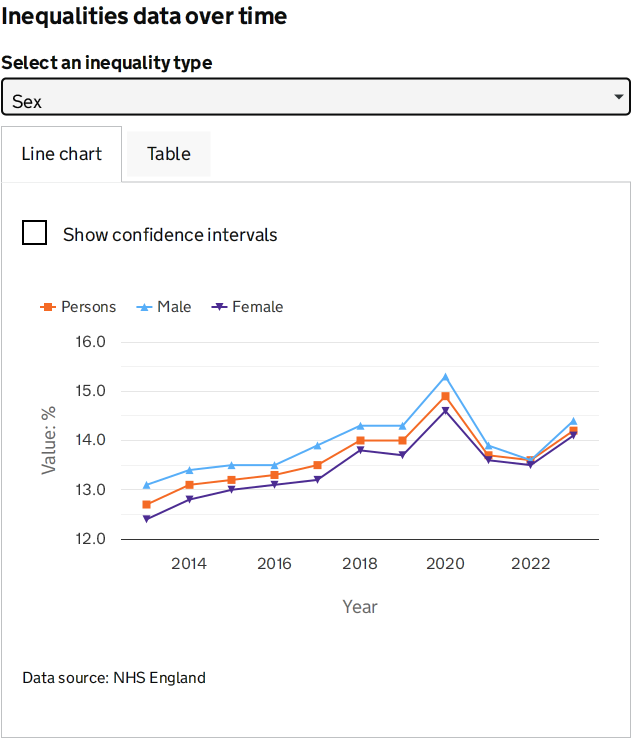 Inequalities data over time
Select an inequality type
Sex
Line chart
Table
Show confidence intervals
Persons
Male
Female
16.0
15.0
14.0
13.0
12.0
Value: %
2014
2016
2018
2020
2022
Year
Data source: NHS England